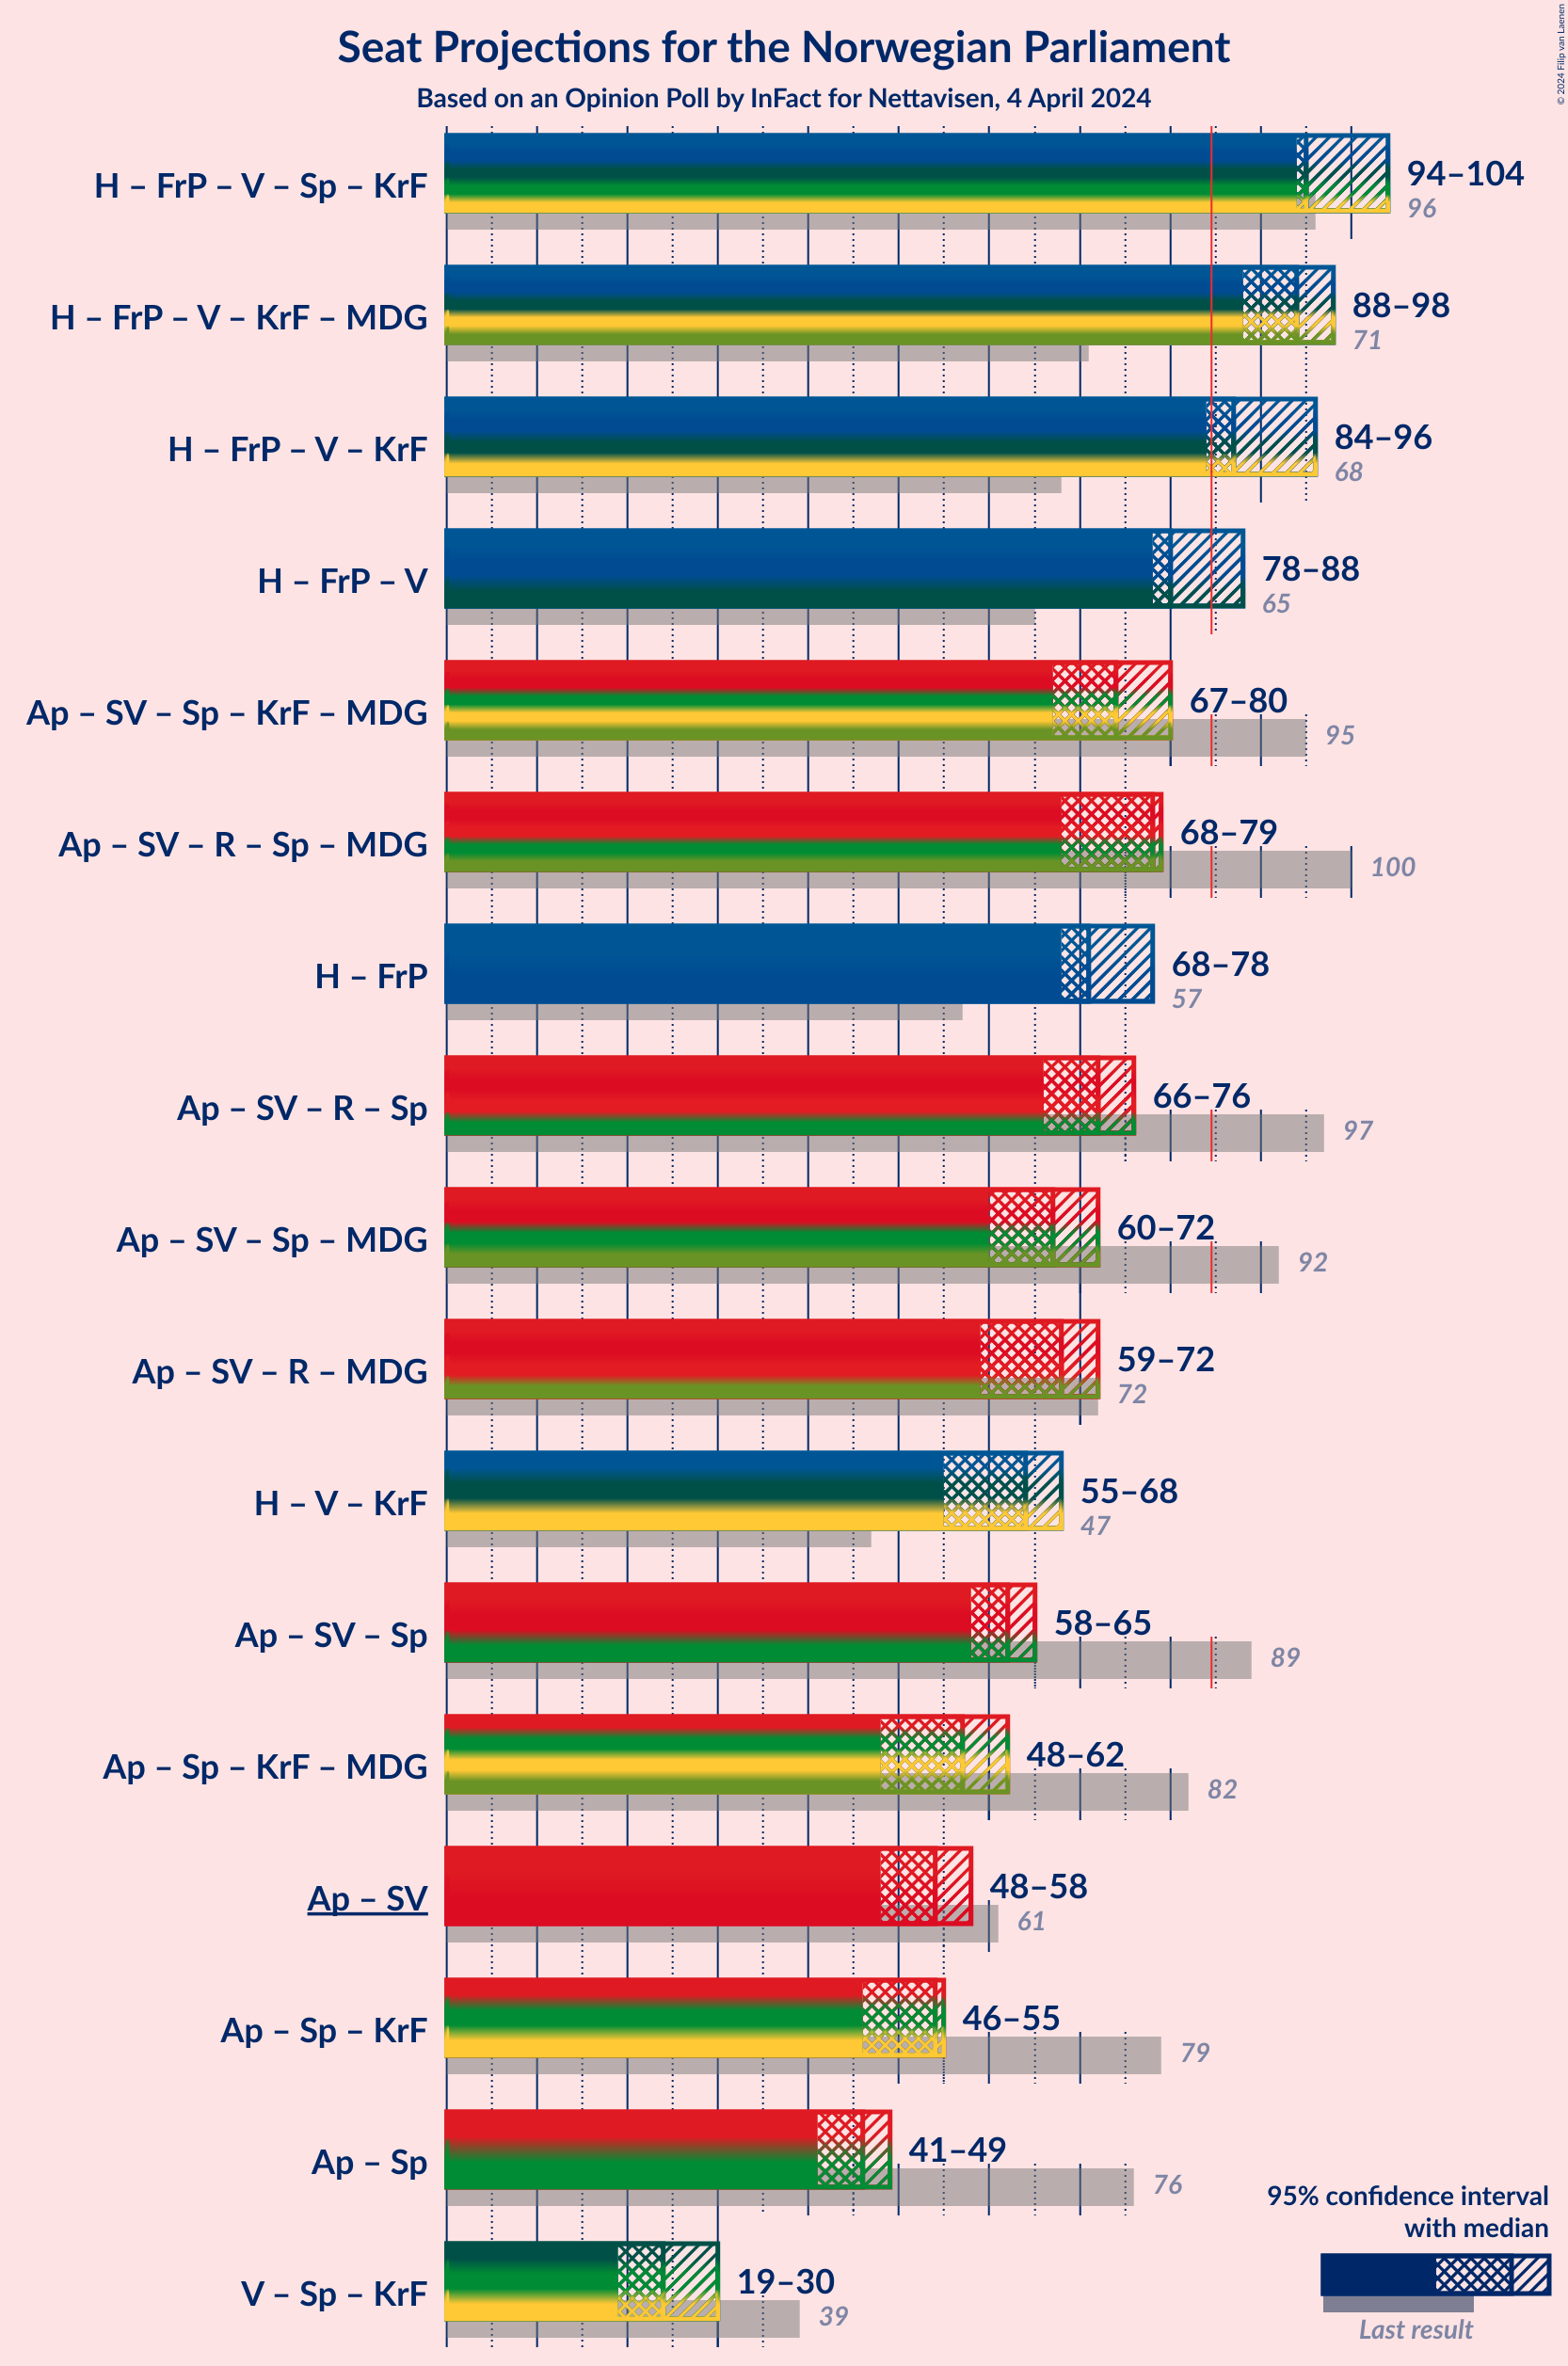 Seat Projections for the Norwegian Parliament
Based on an Opinion Poll by InFact for Nettavisen, 4 April 2024
© 2024 Filip van Laenen
H – FrP – V – Sp – KrF
94–104
96
H – FrP – V – KrF – MDG
88–98
71
H – FrP – V – KrF
84–96
68
H – FrP – V
78–88
65
Ap – SV – Sp – KrF – MDG
67–80
95
Ap – SV – R – Sp – MDG
68–79
100
H – FrP
68–78
57
Ap – SV – R – Sp
66–76
97
Ap – SV – Sp – MDG
60–72
92
Ap – SV – R – MDG
59–72
72
H – V – KrF
55–68
47
Ap – SV – Sp
58–65
89
Ap – Sp – KrF – MDG
48–62
82
Ap – SV
48–58
61
Ap – Sp – KrF
46–55
79
Ap – Sp
41–49
76
V – Sp – KrF
19–30
39
95% confidence interval
with median
Last result